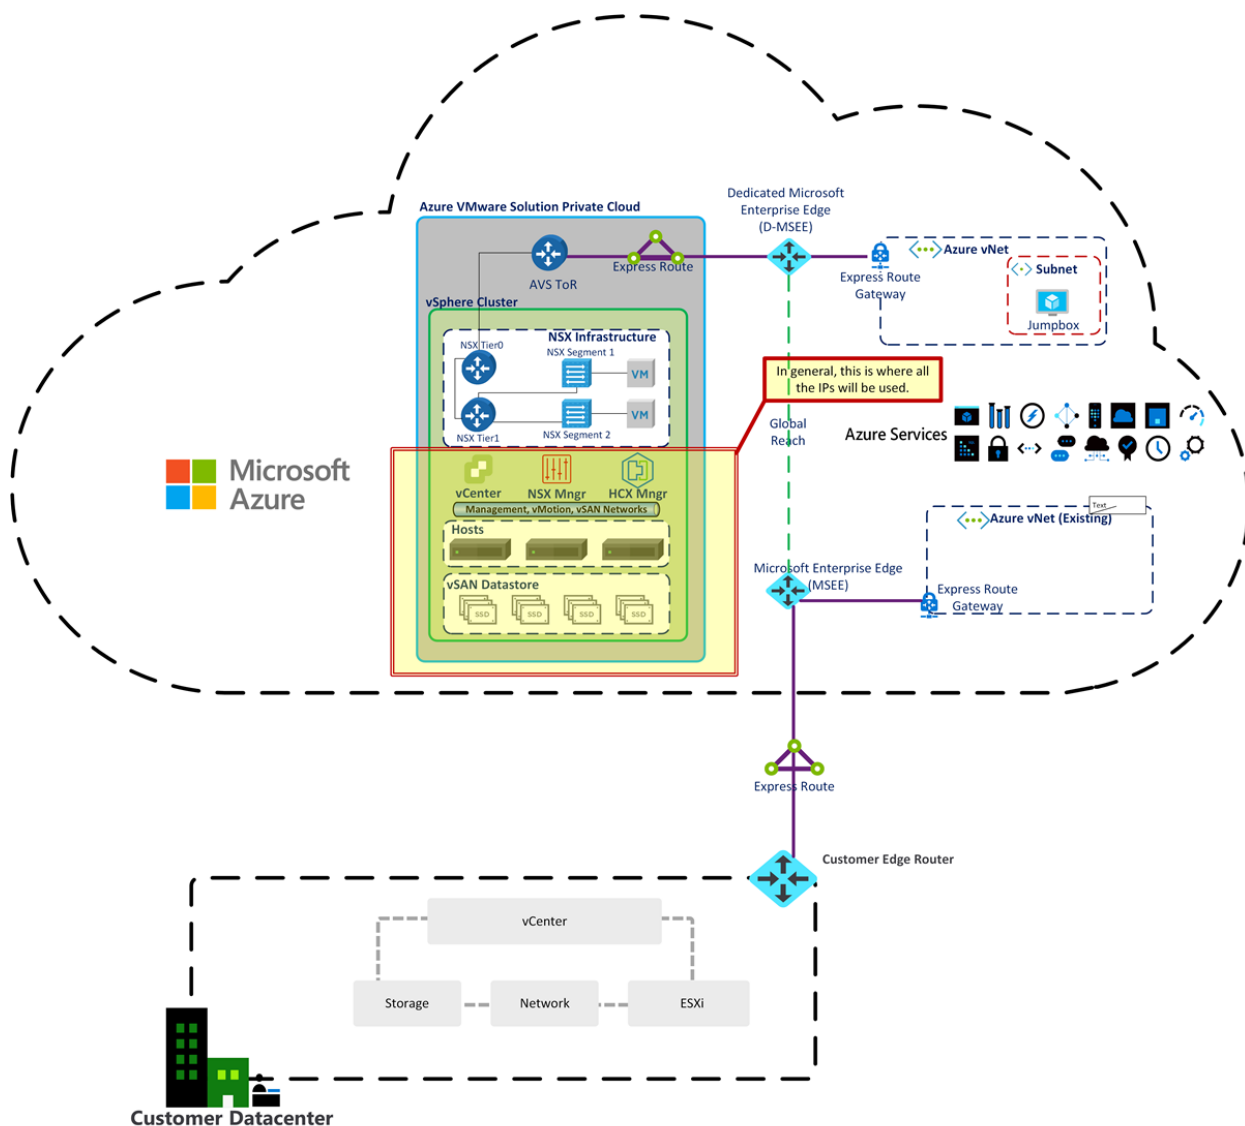 Azure VMware Solution Private Cloud
Dedicated Microsoft
Enterprise Edge
(D-MSEE)
AVS ToR
Express Route
Express Route
Gateway
Azure vNet
Subnet
Jumpbox
vSphere Cluster
NSX Infrastructure
NSX Tier0
NSX Segment 1
VM
NSX Tier1
NSX Segment 2
VM
In general, this is where all
the IPs will be used.
Global
Reach
Azure Services
Microsoft
Azure
vCenter
NSX Mngr
HCX Mngr
Management, vMotion, vSAN Networks
Hosts
vSAN Datastore
SSD
SSD
SSD
SSD
Text
Azure vNet (Existing)
Microsoft Enterprise Edge
(MSEE)
Express Route
Gateway
Express Route
Customer Edge Router
vCenter
Storage
Network
ESXi
Customer Datacenter